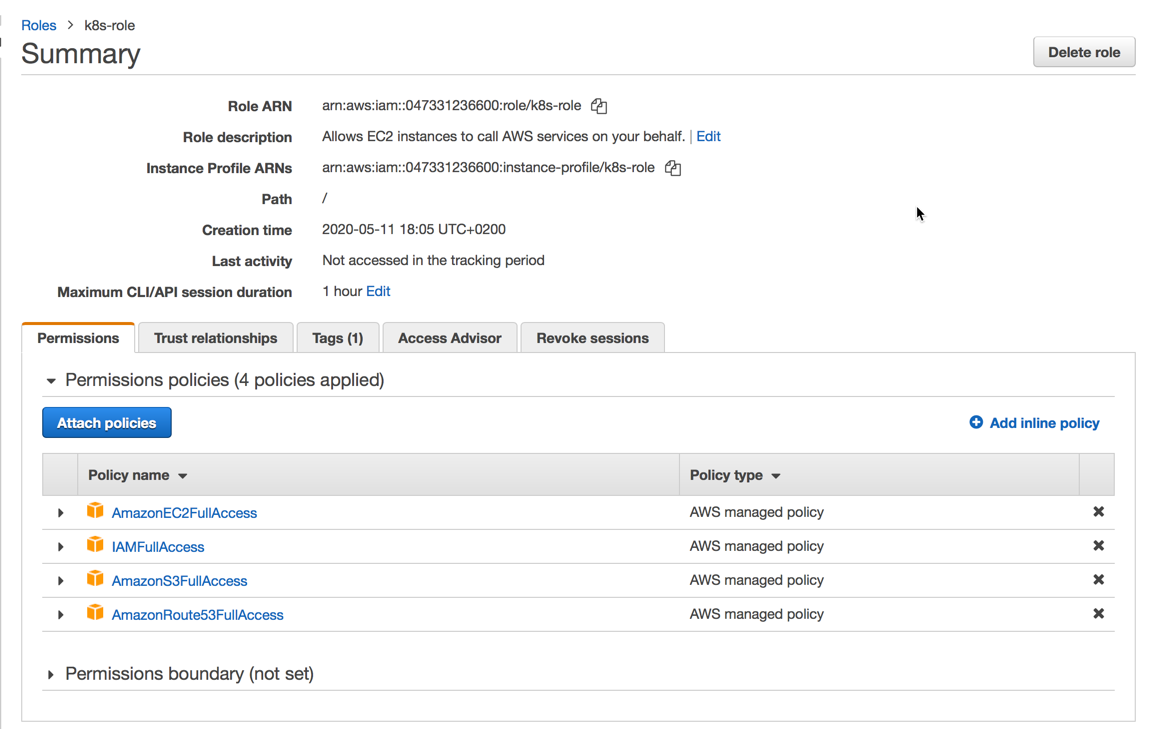 Roles > k8s-role
Summary
Delete role
Role ARN arn:aws:iam::047331236600:role/k8s-role
Role description Allows EC2 instances to call AWS services on your behalf. | Edit
Instance Profile ARNs arn:aws:iam::047331236600:instance-profile/k8s-role
Path /
Creation time 2020-05-11 18:05 UTC+0200
Last activity Not accessed in the tracking period
Maximum CLI/API session duration 1 hour Edit
Permissions Trust relationships Tags (1) Access Advisor Revoke sessions
Permissions policies (4 policies applied)
Attach policies Add inline policy
Policy name Policy type
AmazonEC2FullAccess AWS managed policy
IAMFullAccess AWS managed policy
AmazonS3FullAccess AWS managed policy
AmazonRoute53FullAccess AWS managed policy
Permissions boundary (not set)